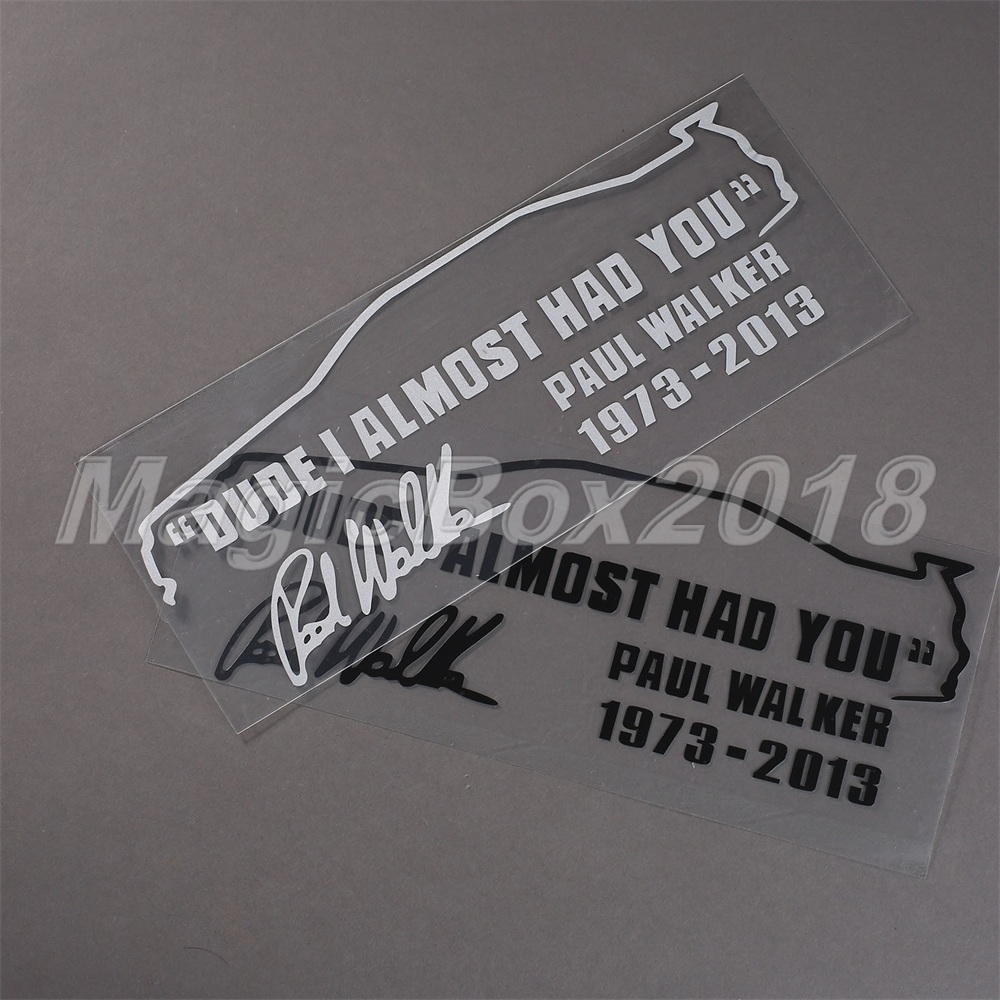 “DUDE I ALMOST HAD YOU”
PAUL WALKER
1973-2013
Paul Walker
MagicBox2018
“DUDE I ALMOST HAD YOU”
PAUL WALKER
1973-2013
Paul Walker